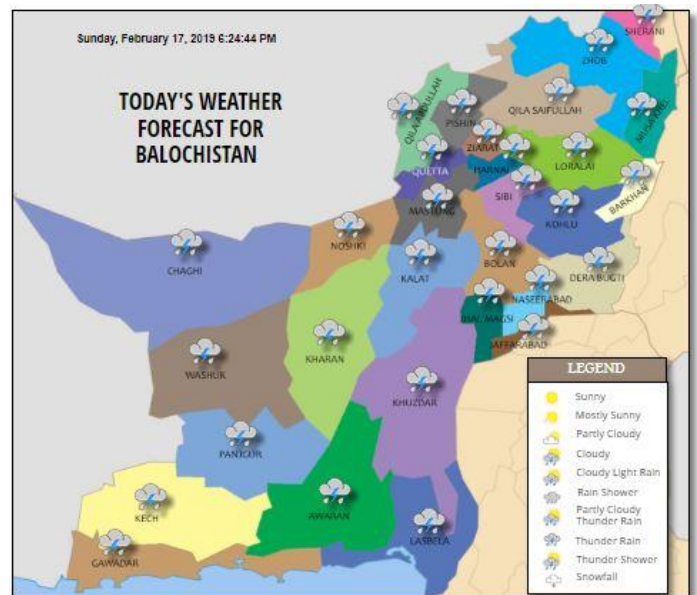 Sunday, February 17, 2019 6:24:44 PM
TODAY'S WEATHER
FORECAST FOR
BALOCHISTAN
SHERANI
ZHOB
MUSA KHEL
QILA ABDULLAH
PISHIN
QILA SAIFULLAH
ZIARAT
HARNAI
LORALAI
QUETTA
SIBI
BARKHAN
MASTUNG
KOHLU
NOSHKI
CHAGHI
KALAT
BOLAN
DERA BUGTI
NASEERABAD
JHAL MAGSI
JAFFARABAD
KHARAN
WASHUK
KHUZDAR
PANJGUR
KECH
AWARAN
LASBELA
GAWADAR
LEGEND
Sunny
Mostly Sunny
Partly Cloudy
Cloudy
Cloudy Light Rain
Rain Shower
Partly Cloudy
Thunder Rain
Thunder Rain
Thunder Shower
Snowfall